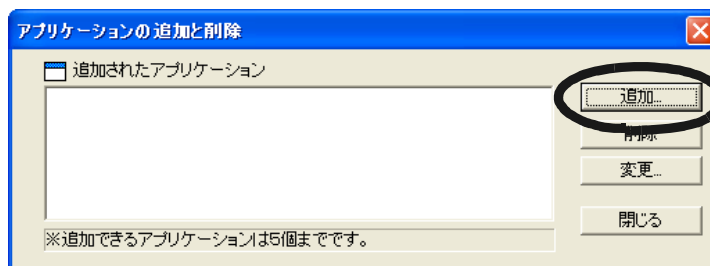 アプリケーションの追加と削除
追加されたアプリケーション
追加...
削除
変更...
閉じる
※追加できるアプリケーションは5個までです。